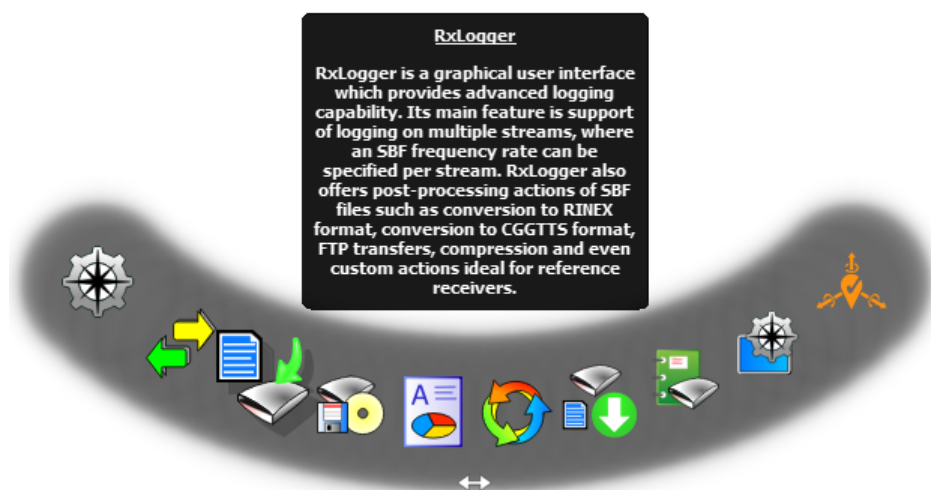 RxLogger
RxLogger is a graphical user interface
which provides advanced logging
capability. Its main feature is support
of logging on multiple streams, where
an SBF frequency rate can be
specified per stream. RxLogger also
offers post-processing actions of SBF
files such as conversion to RINEX
format, conversion to CGGTTS format,
FTP transfers, compression and even
custom actions ideal for reference
receivers.
A